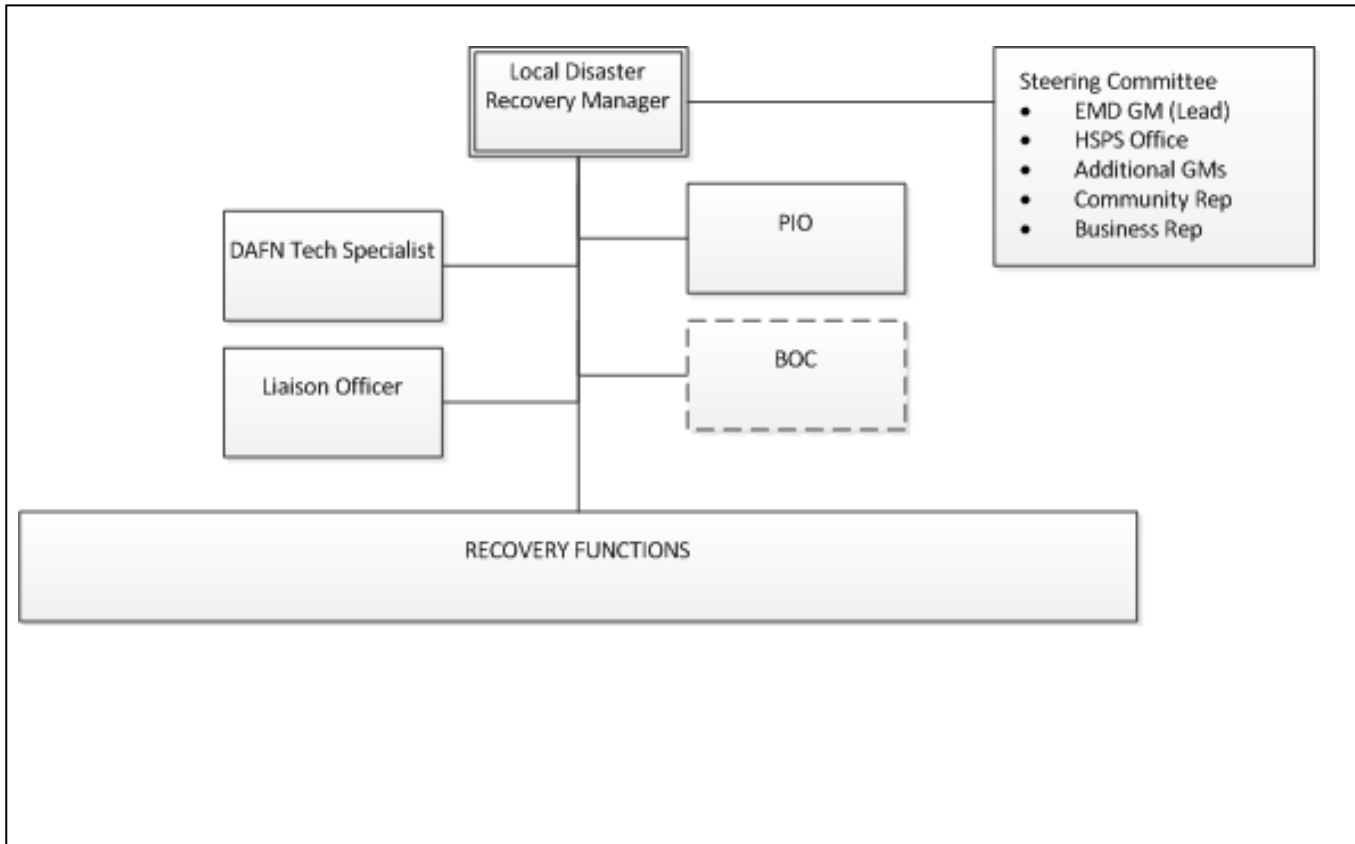 Local Disaster
Recovery Manager
Steering Committee
• EMD GM (Lead)
• HSPS Office
• Additional GMs
• Community Rep
• Business Rep
DAFN Tech Specialist
PIO
Liaison Officer
BOC
RECOVERY FUNCTIONS